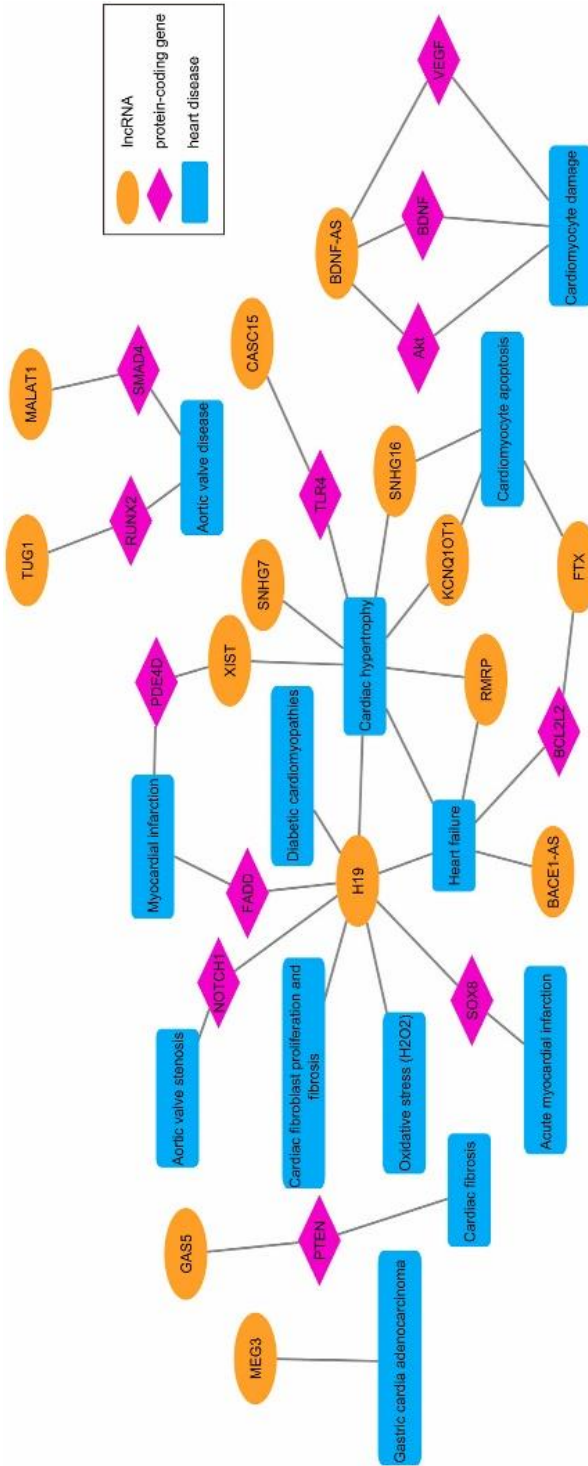 lncRNA
protein-coding gene
heart disease
MEG3
Gastric cardia adenocarcinoma
GAS5
PTEN
Cardiac fibrosis
Aortic valve stenosis
NOTCH1
Cardiac fibroblast proliferation and
fibrosis
Oxidative stress (H2O2)
SOX8
Acute myocardial infarction
Myocardial infarction
FADD
H19
Diabetic cardiomyopathies
Heart failure
BACE1-AS
PDE4D
XIST
SNHG7
Cardiac hypertrophy
RMRP
BCL2L2
FTX
KCNQ1OT1
SNHG16
Cardiomyocyte apoptosis
TLR4
CASC15
TUG1
RUNX2
MALAT1
SMAD4
Aortic valve disease
BDNF-AS
Akt
BDNF
VEGF
Cardiomyocyte damage